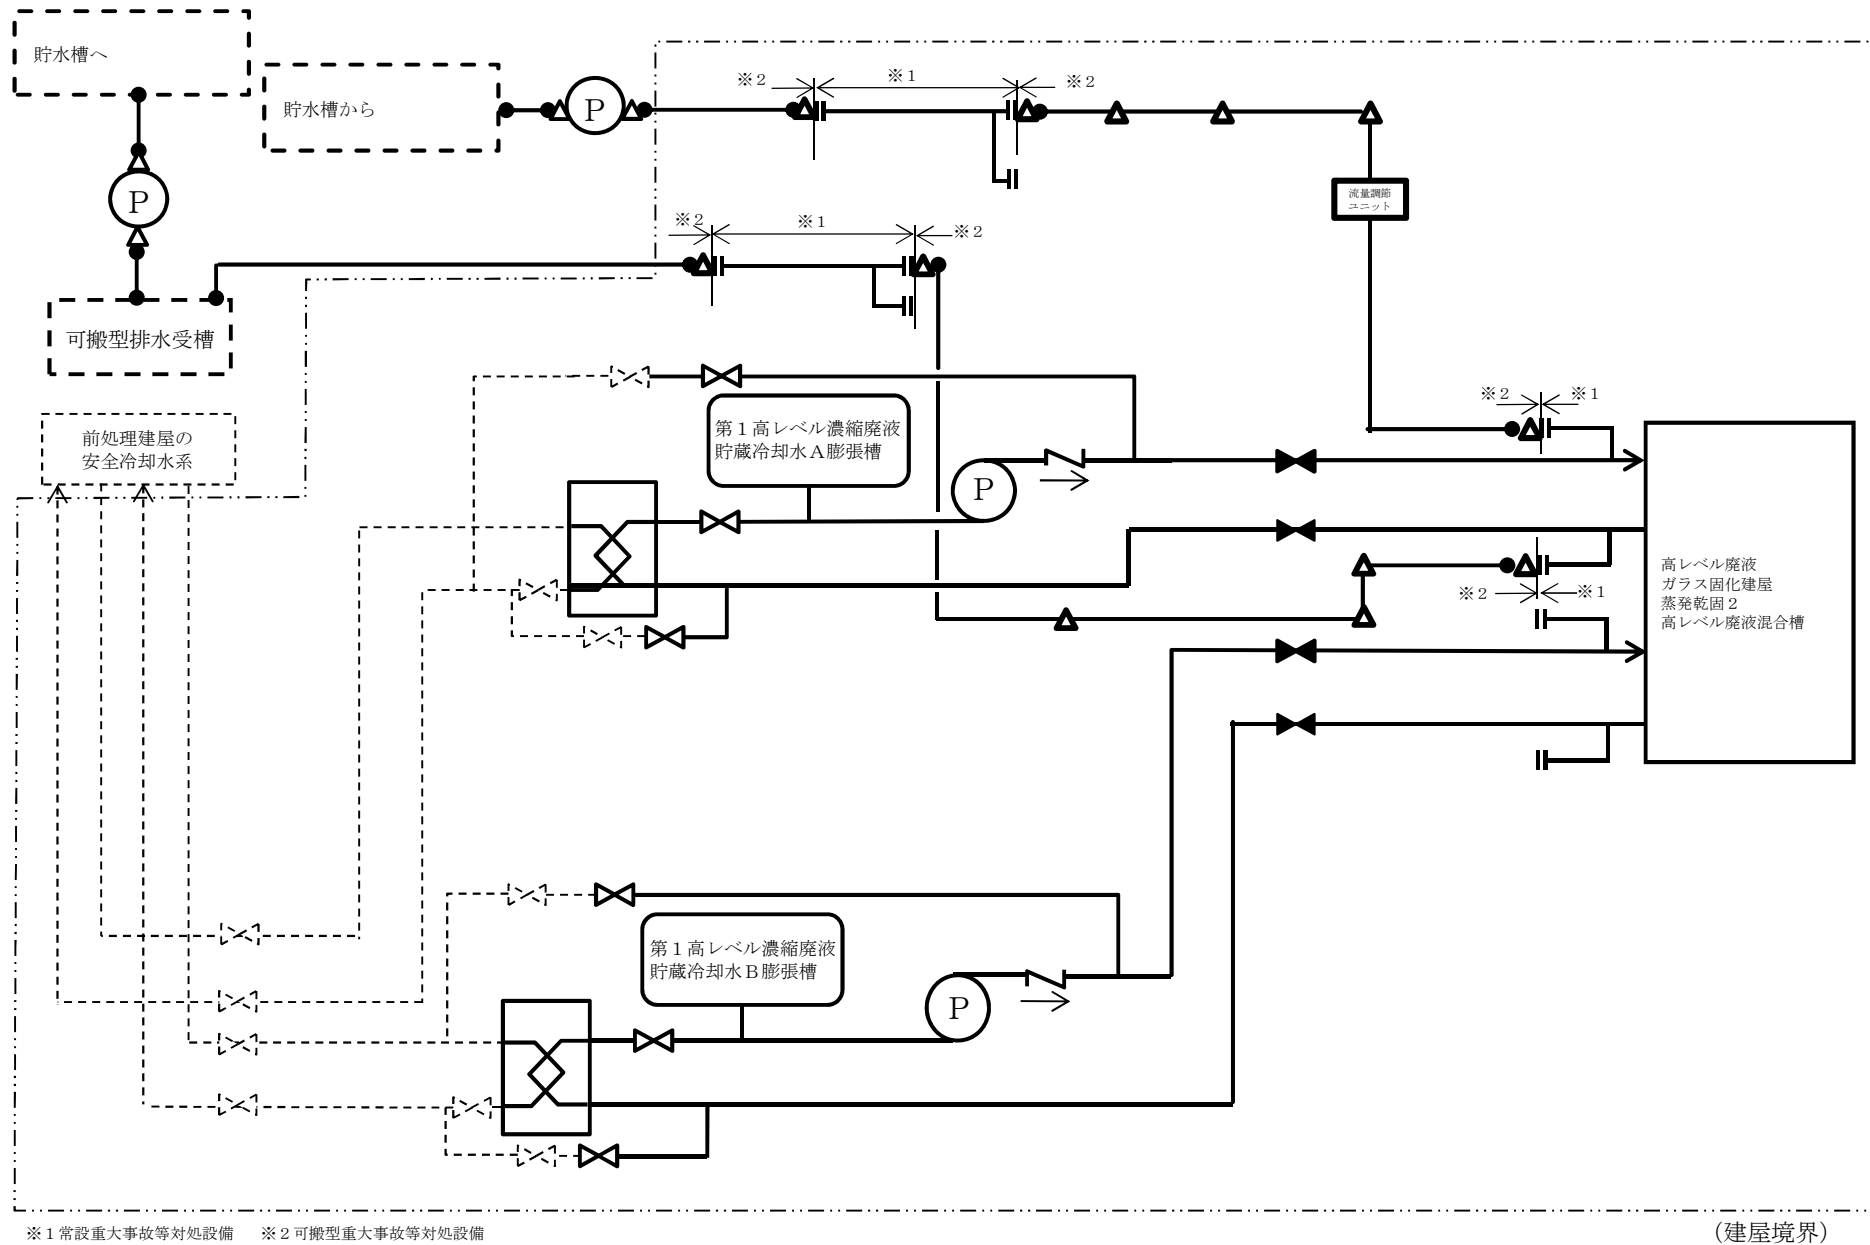 貯水槽へ
貯水槽から
P
P
※2
※1
※2
流量調節
ユニット
※2
※1
※2
可搬型排水受槽
前処理建屋の
安全冷却水系
第1高レベル濃縮廃液
貯蔵冷却水A膨張槽
P
※2
※1
※2
※1
高レベル廃液
ガラス固化建屋
蒸発乾固2
高レベル廃液混合槽
第1高レベル濃縮廃液
貯蔵冷却水B膨張槽
P
※1常設重大事故等対処設備
※2可搬型重大事故等対処設備
(建屋境界)